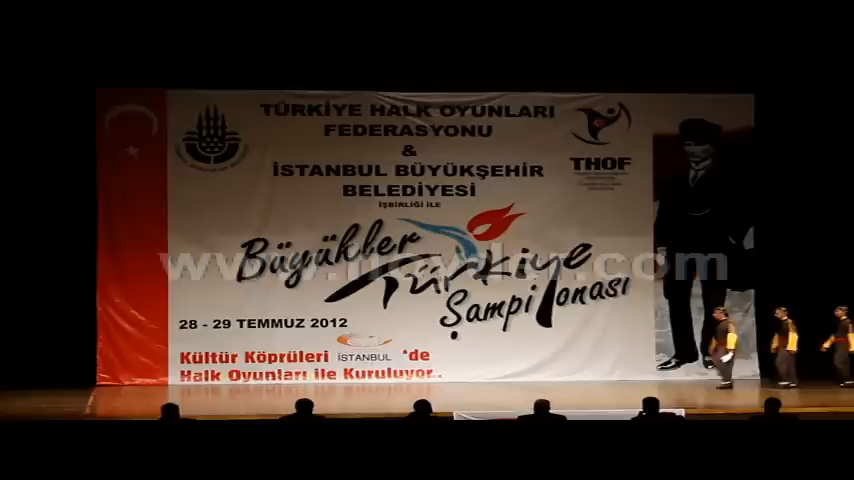 TÜRKİYE HALK OYUNLARI
FEDERASYONU
&
İSTANBUL BÜYÜKŞEHİR
BELEDİYESİ
İŞBİRLİĞİ İLE
THOF
Büyükler
Türkiye
Şampiyonası
28 - 29 TEMMUZ 2012
Kültür Köprüleri İSTANBUL 'de
Halk Oyunları ile Kuruluyor..